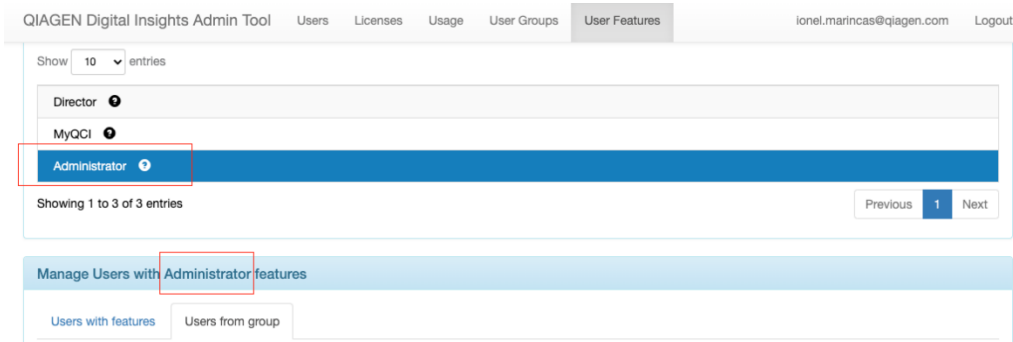 QIAGEN Digital Insights Admin Tool Users Licenses Usage User Groups User Features ionel.marincas@qiagen.com Logout
Show 10 entries
Director
MyQCI
Administrator
Showing 1 to 3 of 3 entries Previous 1 Next
Manage Users with Administrator features
Users with features Users from group